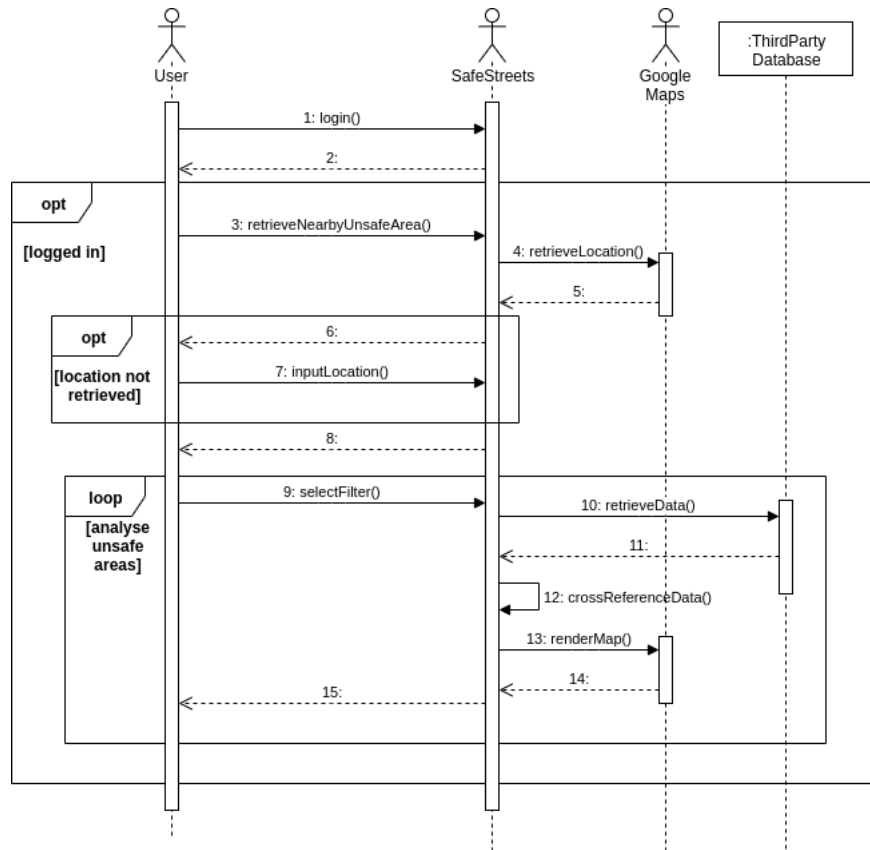 :ThirdParty
Database
User
SafeStreets
Google
Maps
1: login()
2:
opt
3: retrieveNearbyUnsafeArea()
[logged in]
4: retrieveLocation()
5:
opt
6:
[location not
retrieved]
7: inputLocation()
8:
loop
9: selectFilter()
[analyse
unsafe
areas]
10: retrieveData()
11:
12: crossReferenceData()
13: renderMap()
14:
15: